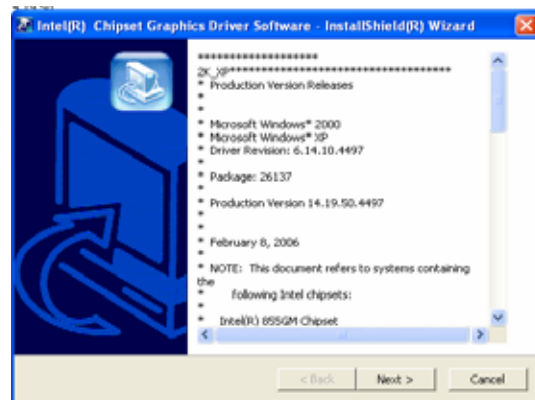 Intel(R) Chipset Graphics Driver Software - InstallShield(R) Wizard
********************
2K_XP*************************************
* Production Version Releases
*
*
* Microsoft Windows* 2000
* Microsoft Windows* XP
* Driver Revision: 6.14.10.4497
*
* Package: 26137
*
* Production Version 14.19.50.4497
*
*
* February 8, 2006
*
* NOTE: This document refers to systems containing
the
* following Intel chipsets:
*
* Intel(R) 855GM Chipset
< Back
Next >
Cancel